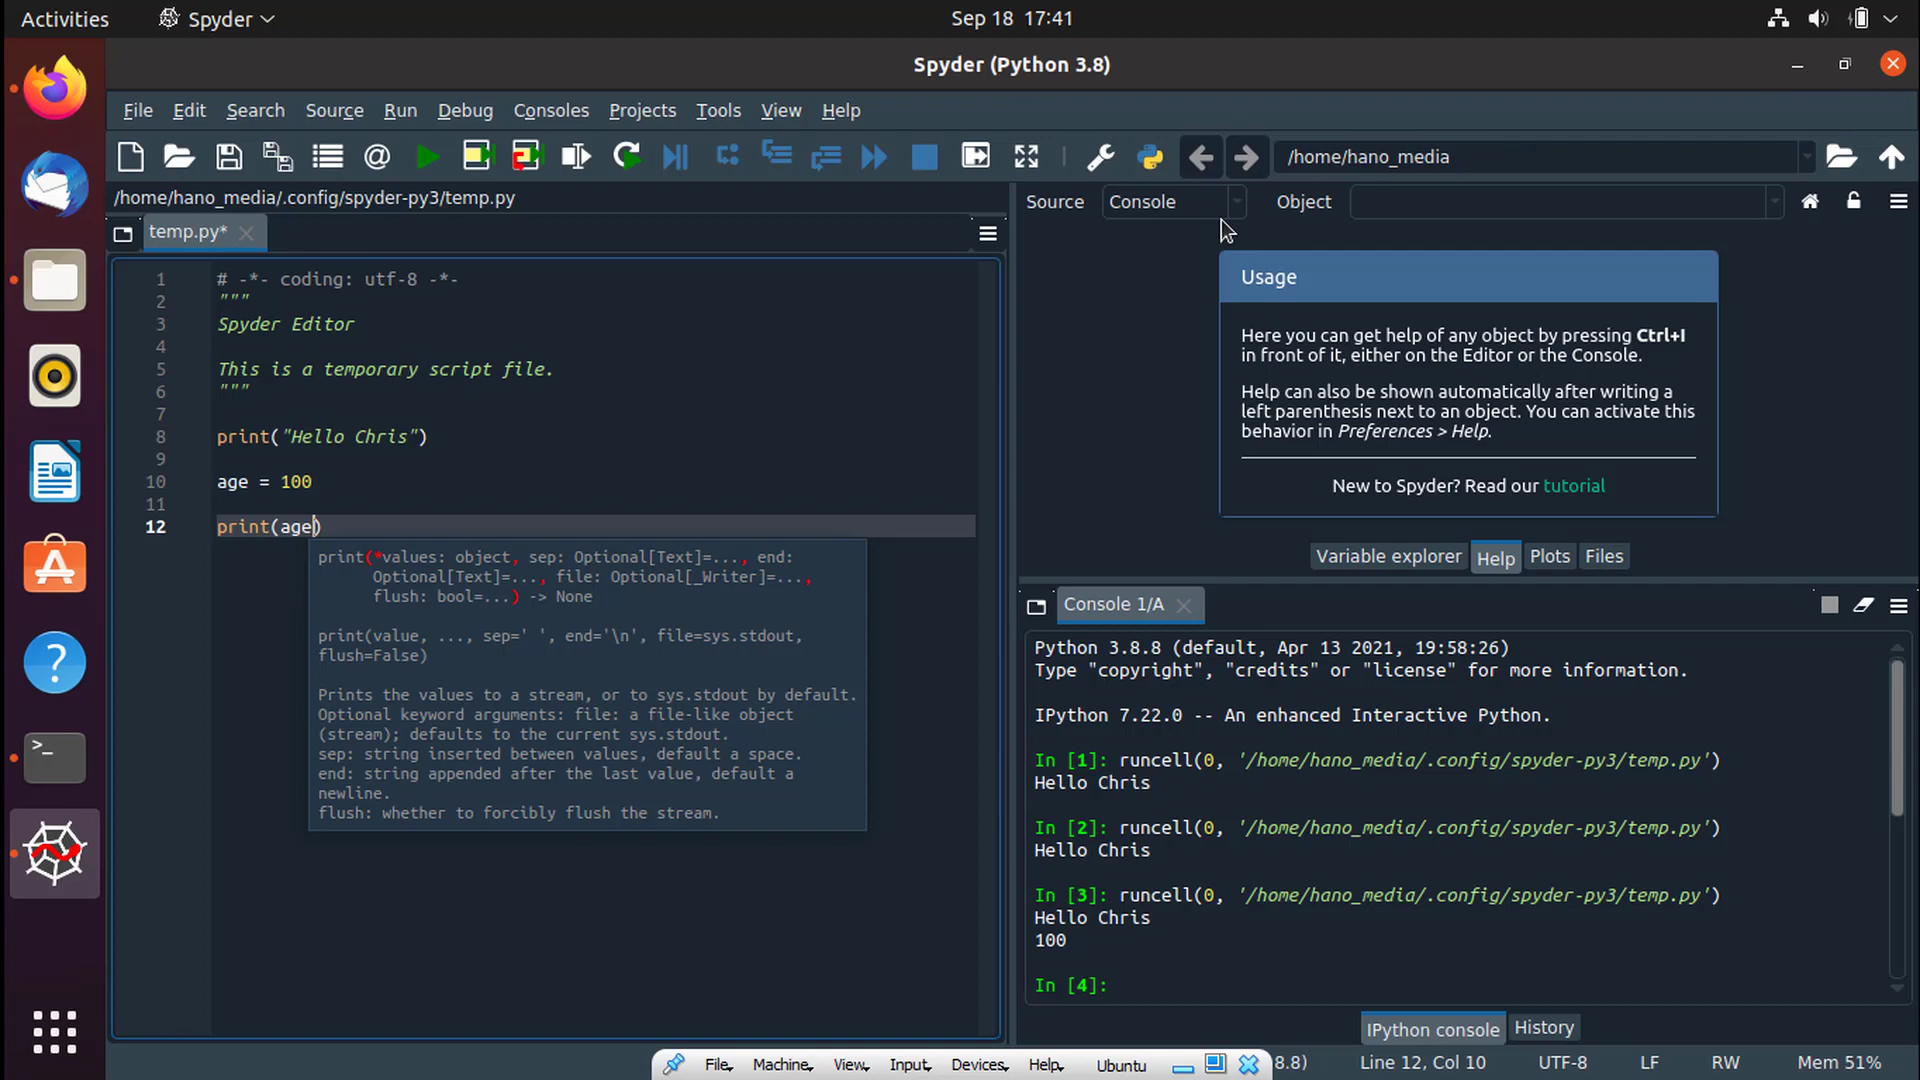 Activities
Spyder
Sep 18 17:41
Spyder (Python 3.8)
File Edit Search Source Run Debug Consoles Projects Tools View Help
/home/hano_media
/home/hano_media/.config/spyder-py3/temp.py
Source Console Object
temp.py*
1 # -*- coding: utf-8 -*-
2 """
3 Spyder Editor
4
5 This is a temporary script file.
6 """
7
8 print("Hello Chris")
9
10 age = 100
11
12 print(age)
print(*values: object, sep: Optional[Text]=..., end:
Optional[Text]=..., file: Optional[_Writer]=...,
flush: bool=...) -> None
print(value, ..., sep=' ', end='\n', file=sys.stdout,
flush=False)
Prints the values to a stream, or to sys.stdout by default.
Optional keyword arguments: file: a file-like object
(stream); defaults to the current sys.stdout.
sep: string inserted between values, default a space.
end: string appended after the last value, default a
newline.
flush: whether to forcibly flush the stream.
Usage
Here you can get help of any object by pressing Ctrl+I
in front of it, either on the Editor or the Console.
Help can also be shown automatically after writing a
left parenthesis next to an object. You can activate this
behavior in Preferences > Help.
New to Spyder? Read our tutorial
Variable explorer Help Plots Files
Console 1/A
Python 3.8.8 (default, Apr 13 2021, 19:58:26)
Type "copyright", "credits" or "license" for more information.
IPython 7.22.0 -- An enhanced Interactive Python.
In [1]: runcell(0, '/home/hano_media/.config/spyder-py3/temp.py')
Hello Chris
In [2]: runcell(0, '/home/hano_media/.config/spyder-py3/temp.py')
Hello Chris
In [3]: runcell(0, '/home/hano_media/.config/spyder-py3/temp.py')
Hello Chris
100
In [4]:
IPython console History
File Machine View Input Devices Help Ubuntu
8.8) Line 12, Col 10 UTF-8 LF RW Mem 51%